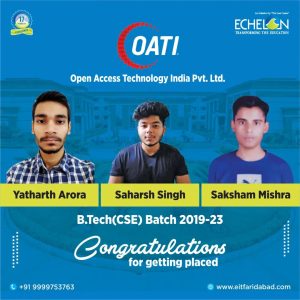 ECHELON
TRANSFORMING THE EDUCATION
OATI
Open Access Technology India Pvt. Ltd.
Yatharth Arora
Saharsh Singh
Saksham Mishra
B.Tech(CSE) Batch 2019-23
Congratulations
for getting placed
+91 9999753763
www.eitfaridabad.com